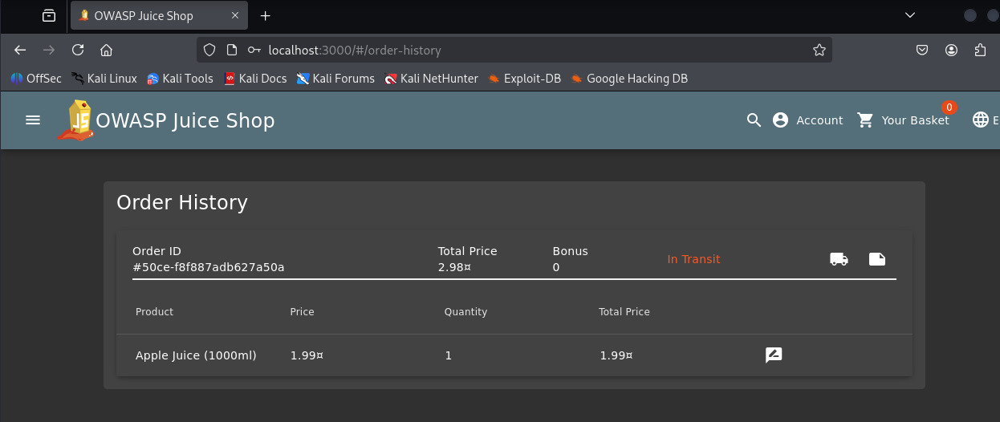 OWASP Juice Shop
localhost:3000/#/order-history
OffSec Kali Linux Kali Tools Kali Docs Kali Forums Kali NetHunter Exploit-DB Google Hacking DB
JS OWASP Juice Shop Account Your Basket 0 E
Order History
Order ID Total Price Bonus
#50ce-f8f887adb627a50a 2.98¤ 0 In Transit
Product Price Quantity Total Price
Apple Juice (1000ml) 1.99¤ 1 1.99¤